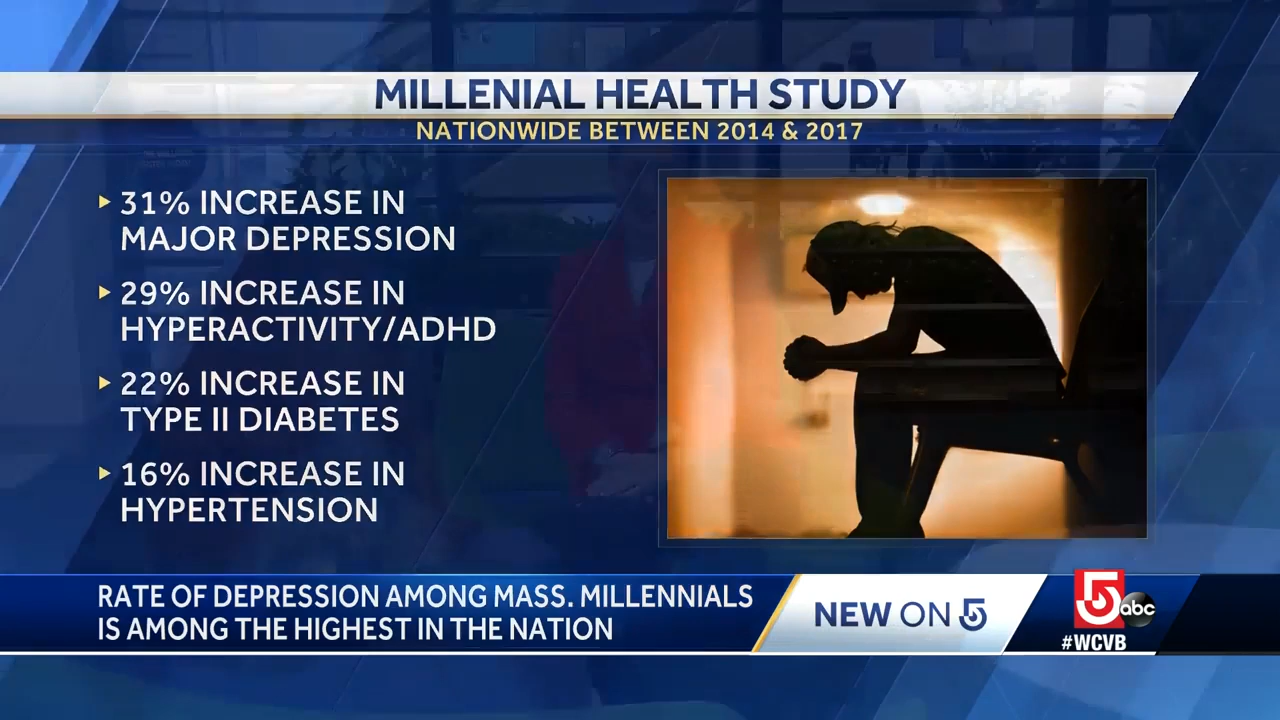 MILLENIAL HEALTH STUDY
NATIONWIDE BETWEEN 2014 & 2017
31% INCREASE IN
MAJOR DEPRESSION
29% INCREASE IN
HYPERACTIVITY/ADHD
22% INCREASE IN
TYPE II DIABETES
16% INCREASE IN
HYPERTENSION
RATE OF DEPRESSION AMONG MASS. MILLENNIALS
IS AMONG THE HIGHEST IN THE NATION
NEW ON 5
5 abc
#WCVB